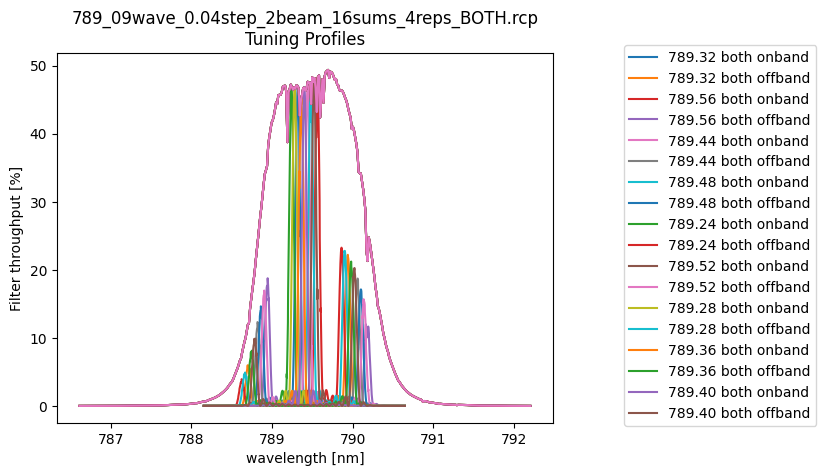 789_09wave_0.04step_2beam_16sums_4reps_BOTH.rcp
Tuning Profiles
Filter throughput [%]
50
40
30
20
10
0
787
788
789
790
791
792
wavelength [nm]
789.32 both onband
789.32 both offband
789.56 both onband
789.56 both offband
789.44 both onband
789.44 both offband
789.48 both onband
789.48 both offband
789.24 both onband
789.24 both offband
789.52 both onband
789.52 both offband
789.28 both onband
789.28 both offband
789.36 both onband
789.36 both offband
789.40 both onband
789.40 both offband